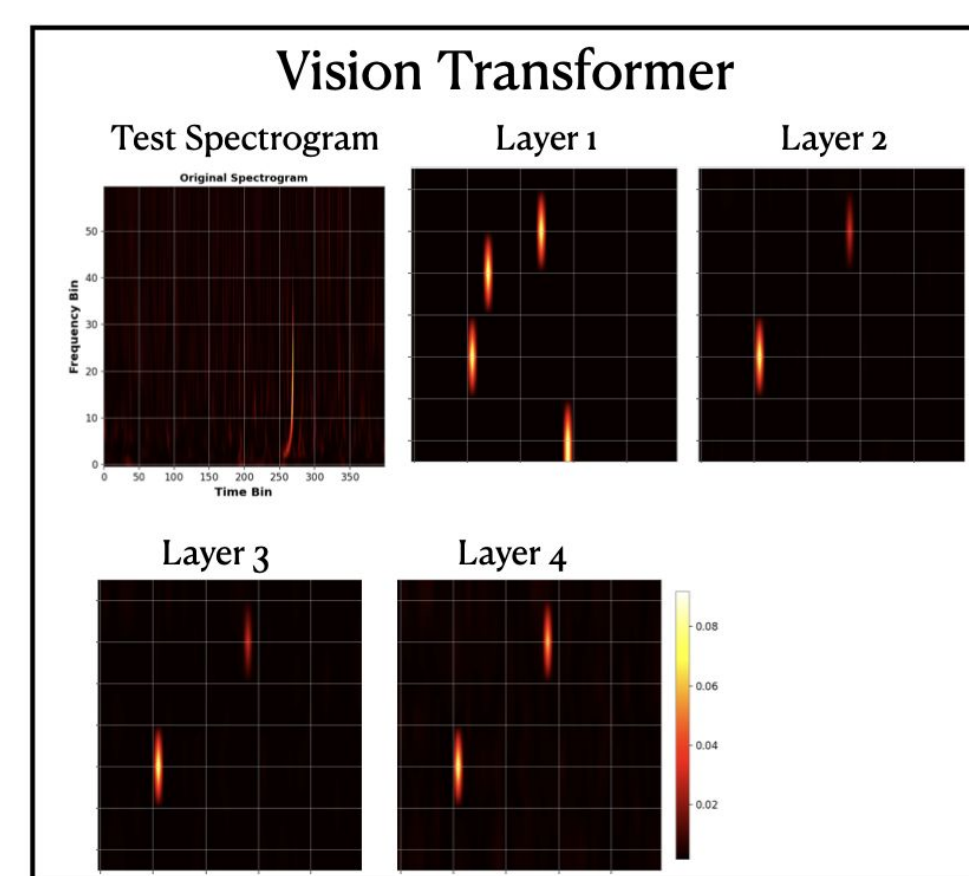 Vision Transformer
Test Spectrogram
Layer 1
Layer 2
Original Spectrogram
Frequency Bin
50
40
30
20
10
0
0 50 100 150 200 250 300 350
Time Bin
Layer 3
Layer 4
0.08
0.06
0.04
0.02